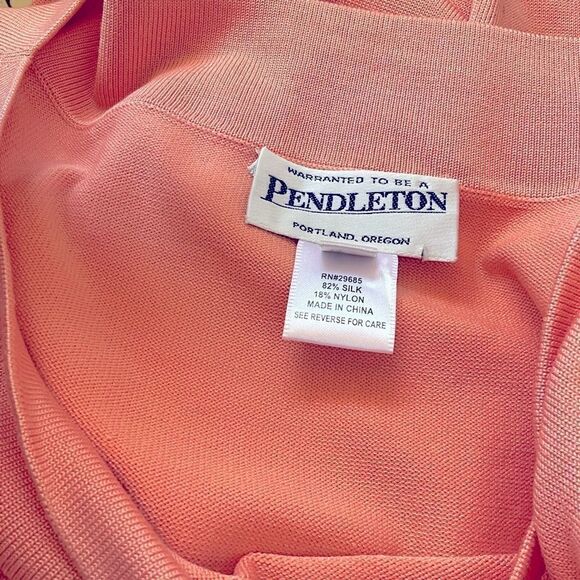 WARRANTED TO BE A
PENDLETON
PORTLAND, OREGON
RN#29685
82% SILK
18% NYLON
MADE IN CHINA
SEE REVERSE FOR CARE